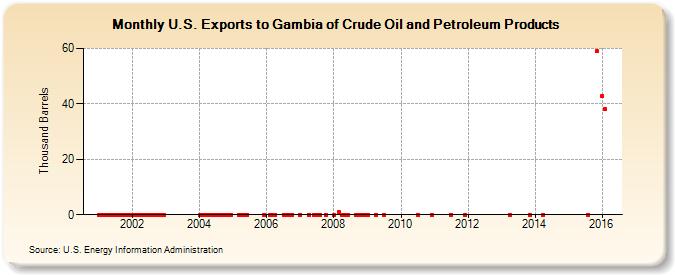 Monthly U.S. Exports to Gambia of Crude Oil and Petroleum Products
Thousand Barrels
60
40
20
0
2002 2004 2006 2008 2010 2012 2014 2016
Source: U.S. Energy Information Administration